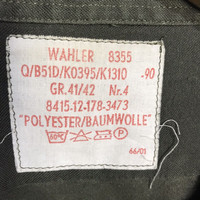 WAHLER 8355
Q/B51D/K0395/K1310 .90
GR.41/42 Nr.4
8415-12-178-3473
"POLYESTER/BAUMWOLLE"
60°C P
66/01